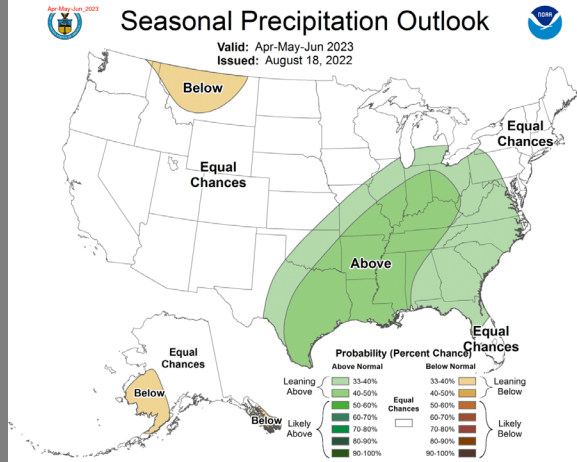 Apr-May-Jun_2023
Seasonal Precipitation Outlook
NOAA
Valid: Apr-May-Jun 2023
Issued: August 18, 2022
Below
Equal
Chances
Equal
Chances
Above
Equal
Chances
Equal
Chances
Below
Below
Probability (Percent Chance)
Above Normal
Below Normal
Leaning
Above
33-40%
40-50%
Likely
Above
50-60%
60-70%
70-80%
80-90%
90-100%
Equal
Chances
33-40%
40-50%
Leaning
Below
50-60%
60-70%
70-80%
80-90%
90-100%
Likely
Below